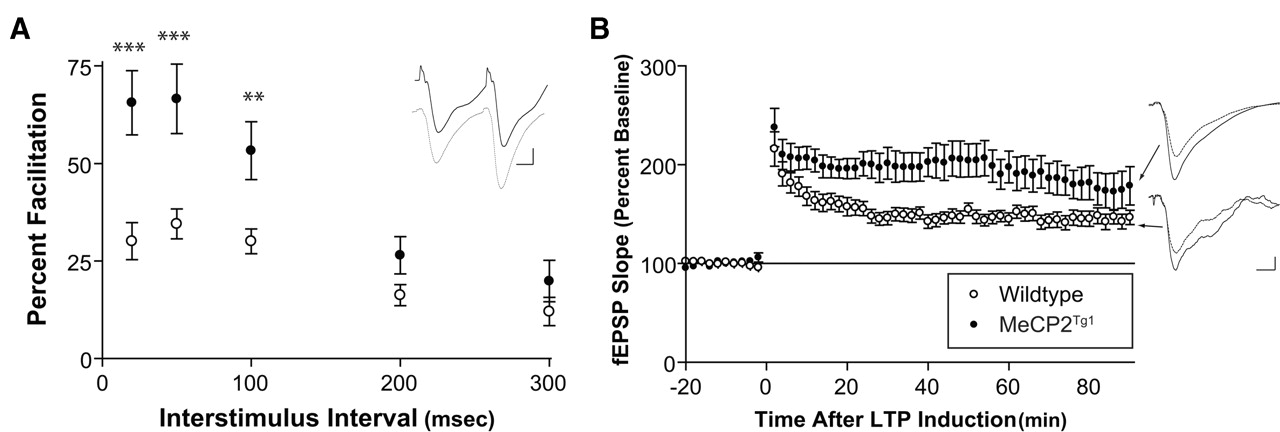 A
B
***
***
**
75
50
25
0
Percent Facilitation
0
100
200
300
Interstimulus Interval (msec)
300
200
100
0
fEPSP Slope (Percent Baseline)
Wildtype
MeCP2Tg1
-20
0
20
40
60
80
Time After LTP Induction(min)